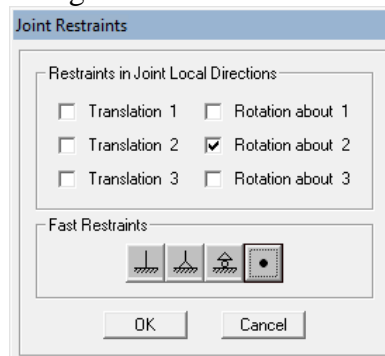 Joint Restraints
Restraints in Joint Local Directions
Translation 1 Rotation about 1
Translation 2 Rotation about 2
Translation 3 Rotation about 3
Fast Restraints
OK Cancel